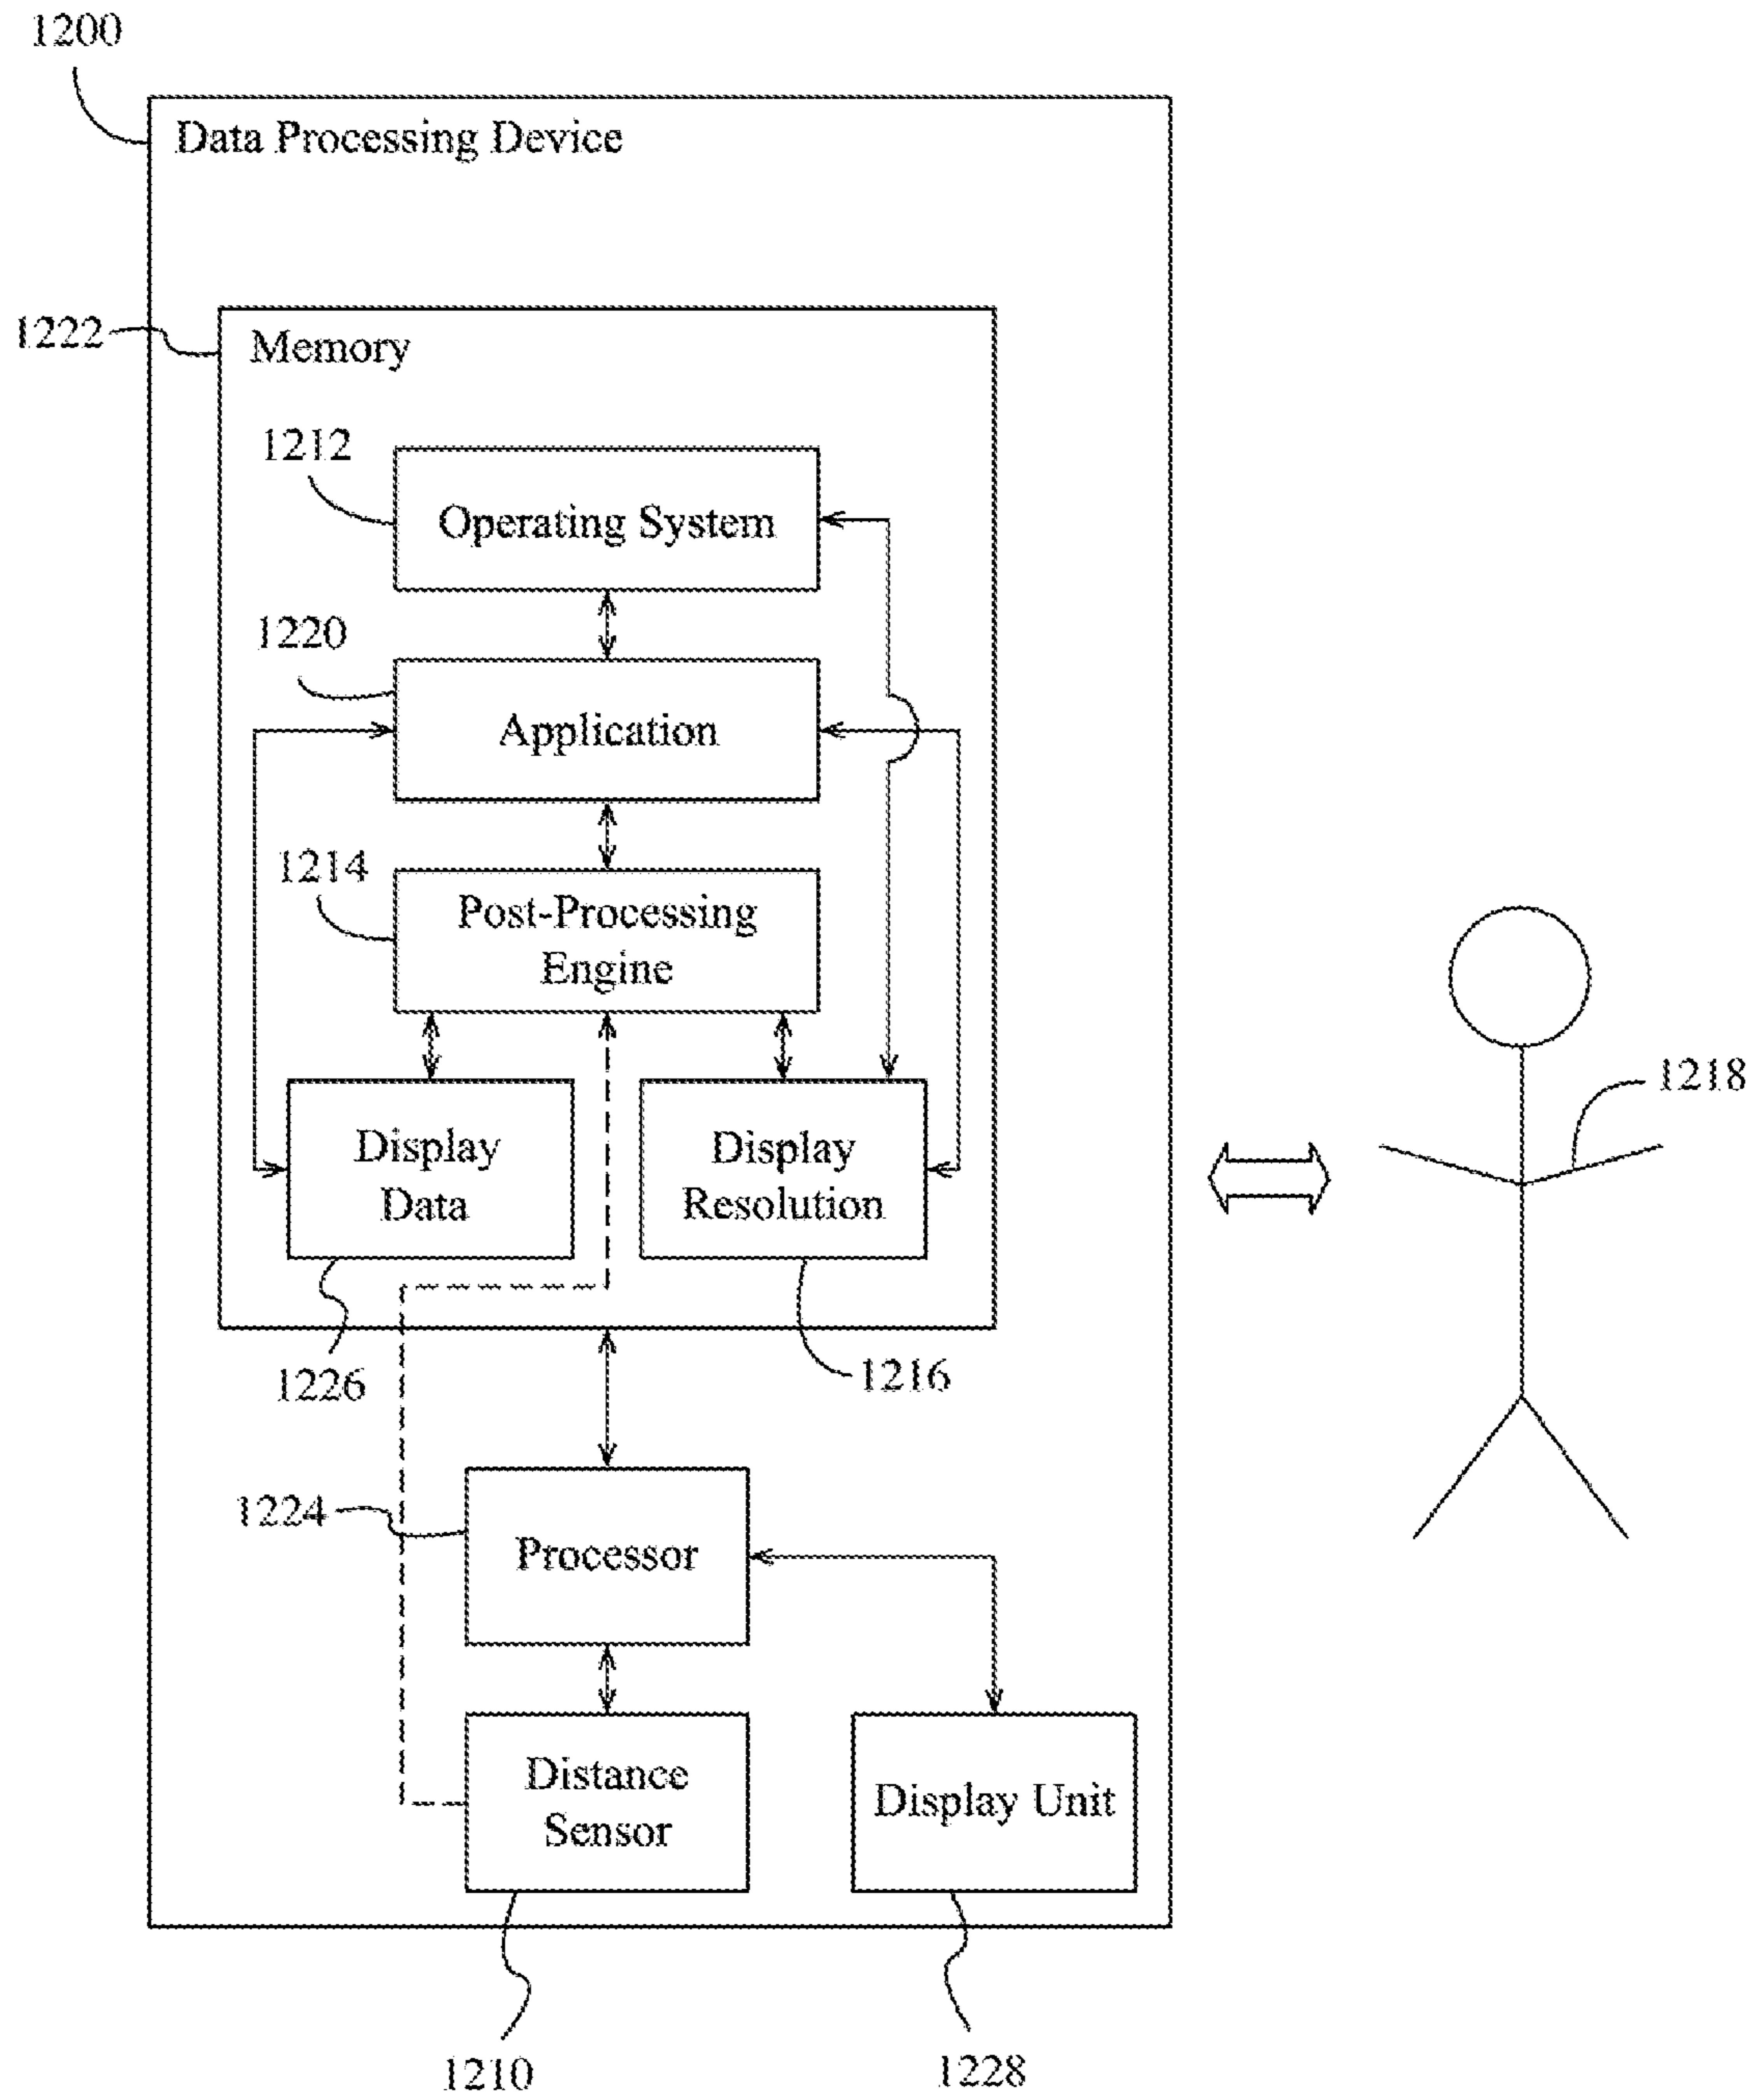 1200
Data Processing Device
1222
Memory
1212
Operating System
1220
Application
1214
Post-Processing
Engine
1218
Display
Data
Display
Resolution
1226
1216
1224
Processor
Distance
Sensor
Display Unit
1210
1228